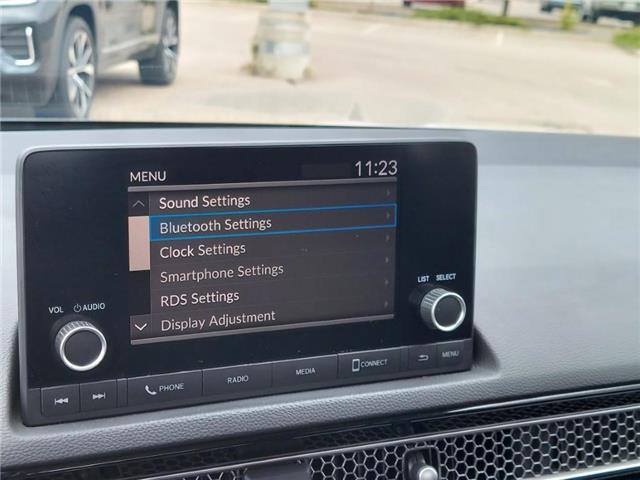 MENU 11:23
Sound Settings
Bluetooth Settings
Clock Settings
Smartphone Settings
RDS Settings
Display Adjustment
VOL AUDIO
LIST SELECT
PHONE RADIO MEDIA CONNECT MENU